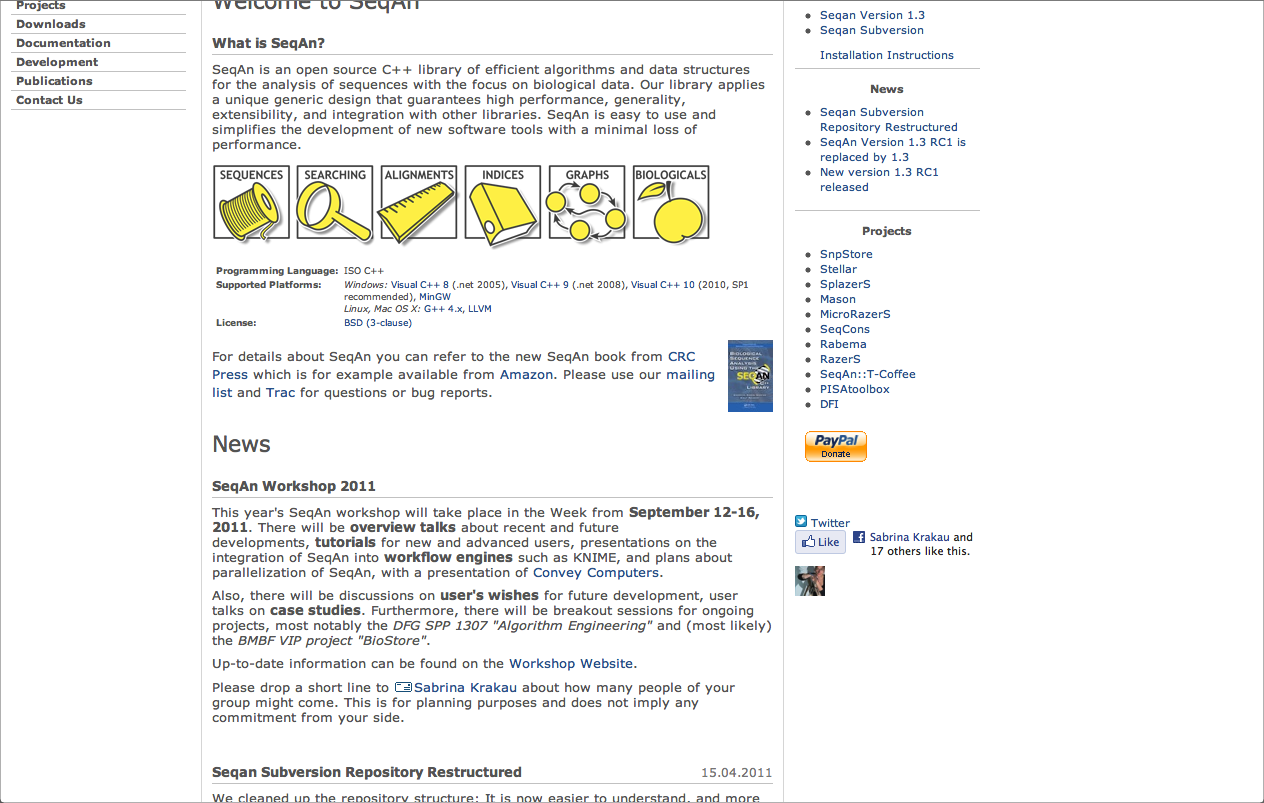 Projects
Downloads
Documentation
Development
Publications
Contact Us
Welcome to SeqAn
What is SeqAn?
SeqAn is an open source C++ library of efficient algorithms and data structures
for the analysis of sequences with the focus on biological data. Our library applies
a unique generic design that guarantees high performance, generality,
extensibility, and integration with other libraries. SeqAn is easy to use and
simplifies the development of new software tools with a minimal loss of
performance.
SEQUENCES
SEARCHING
ALIGNMENTS
INDICES
GRAPHS
BIOLOGICALS
Programming Language: ISO C++
Supported Platforms: Windows: Visual C++ 8 (.net 2005), Visual C++ 9 (.net 2008), Visual C++ 10 (2010, SP1
recommended), MinGW
Linux, Mac OS X: G++ 4.x, LLVM
License: BSD (3-clause)
For details about SeqAn you can refer to the new SeqAn book from CRC
Press which is for example available from Amazon. Please use our mailing
list and Trac for questions or bug reports.
BIOLOGICAL
SEQUENCE
ANALYSIS
USING THE
SEQAN
C++
LIBRARY
News
SeqAn Workshop 2011
This year's SeqAn workshop will take place in the Week from September 12-16,
2011. There will be overview talks about recent and future
developments, tutorials for new and advanced users, presentations on the
integration of SeqAn into workflow engines such as KNIME, and plans about
parallelization of SeqAn, with a presentation of Convey Computers.
Also, there will be discussions on user's wishes for future development, user
talks on case studies. Furthermore, there will be breakout sessions for ongoing
projects, most notably the DFG SPP 1307 "Algorithm Engineering" and (most likely)
the BMBF VIP project "BioStore".
Up-to-date information can be found on the Workshop Website.
Please drop a short line to Sabrina Krakau about how many people of your
group might come. This is for planning purposes and does not imply any
commitment from your side.
Seqan Subversion Repository Restructured 15.04.2011
We cleaned up the repository structure: It is now easier to understand, and more
Seqan Version 1.3
Seqan Subversion
Installation Instructions
News
Seqan Subversion
Repository Restructured
SeqAn Version 1.3 RC1 is
replaced by 1.3
New version 1.3 RC1
released
Projects
SnpStore
Stellar
SplazerS
Mason
MicroRazerS
SeqCons
Rabema
RazerS
SeqAn::T-Coffee
PISAtoolbox
DFI
PayPal
Donate
Twitter
Like
Sabrina Krakau and
17 others like this.